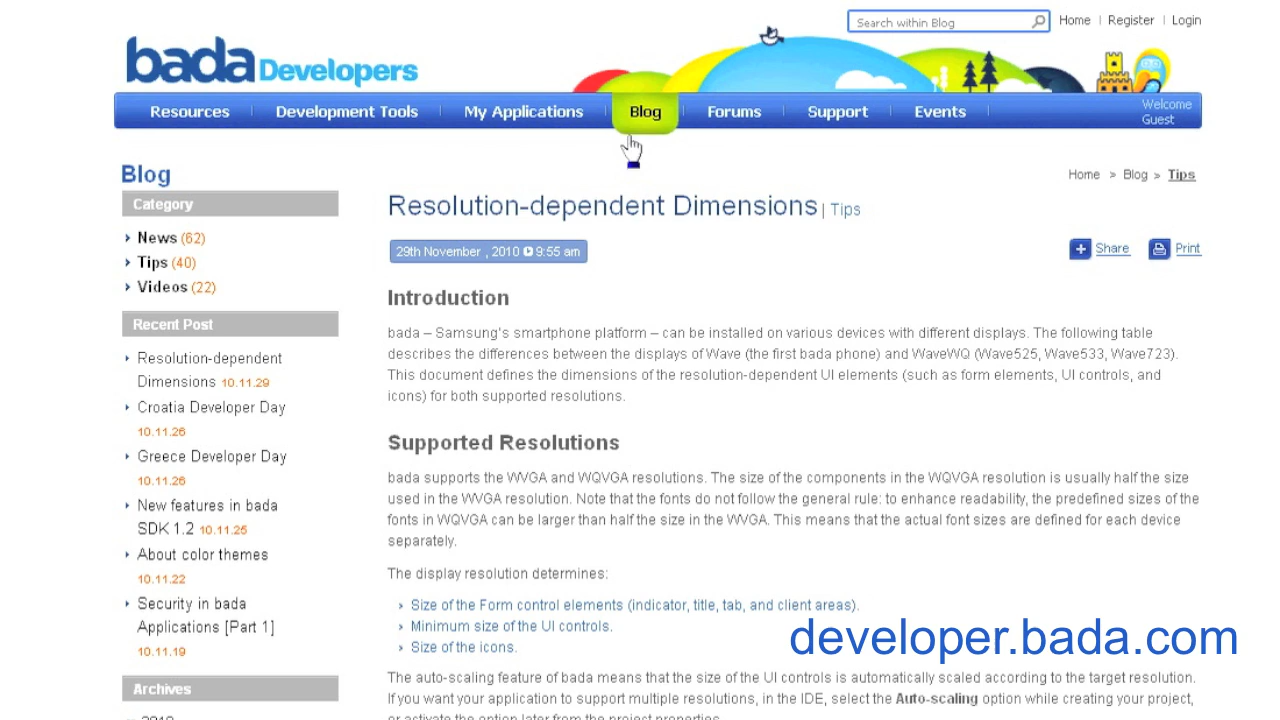 Search within Blog
Home | Register | Login
bada Developers
Resources
Development Tools
My Applications
Blog
Forums
Support
Events
Welcome
Guest
Blog
Category
News (62)
Tips (40)
Videos (22)
Recent Post
Resolution-dependent
Dimensions 10.11.29
Croatia Developer Day
10.11.26
Greece Developer Day
10.11.26
New features in bada
SDK 1.2 10.11.25
About color themes
10.11.22
Security in bada
Applications [Part 1]
10.11.19
Archives
2010
Home » Blog » Tips
Resolution-dependent Dimensions | Tips
29th November , 2010 9:55 am
Share
Print
Introduction
bada – Samsung's smartphone platform – can be installed on various devices with different displays. The following table
describes the differences between the displays of Wave (the first bada phone) and WaveWQ (Wave525, Wave533, Wave723).
This document defines the dimensions of the resolution-dependent UI elements (such as form elements, UI controls, and
icons) for both supported resolutions.
Supported Resolutions
bada supports the WVGA and WQVGA resolutions. The size of the components in the WQVGA resolution is usually half the size
used in the WVGA resolution. Note that the fonts do not follow the general rule: to enhance readability, the predefined sizes of the
fonts in WQVGA can be larger than half the size in the WVGA. This means that the actual font sizes are defined for each device
separately.
The display resolution determines:
Size of the Form control elements (indicator, title, tab, and client areas).
Minimum size of the UI controls.
Size of the icons.
developer.bada.com
The auto-scaling feature of bada means that the size of the UI controls is automatically scaled according to the target resolution.
If you want your application to support multiple resolutions, in the IDE, select the Auto-scaling option while creating your project,
or activate the option later from the project properties.